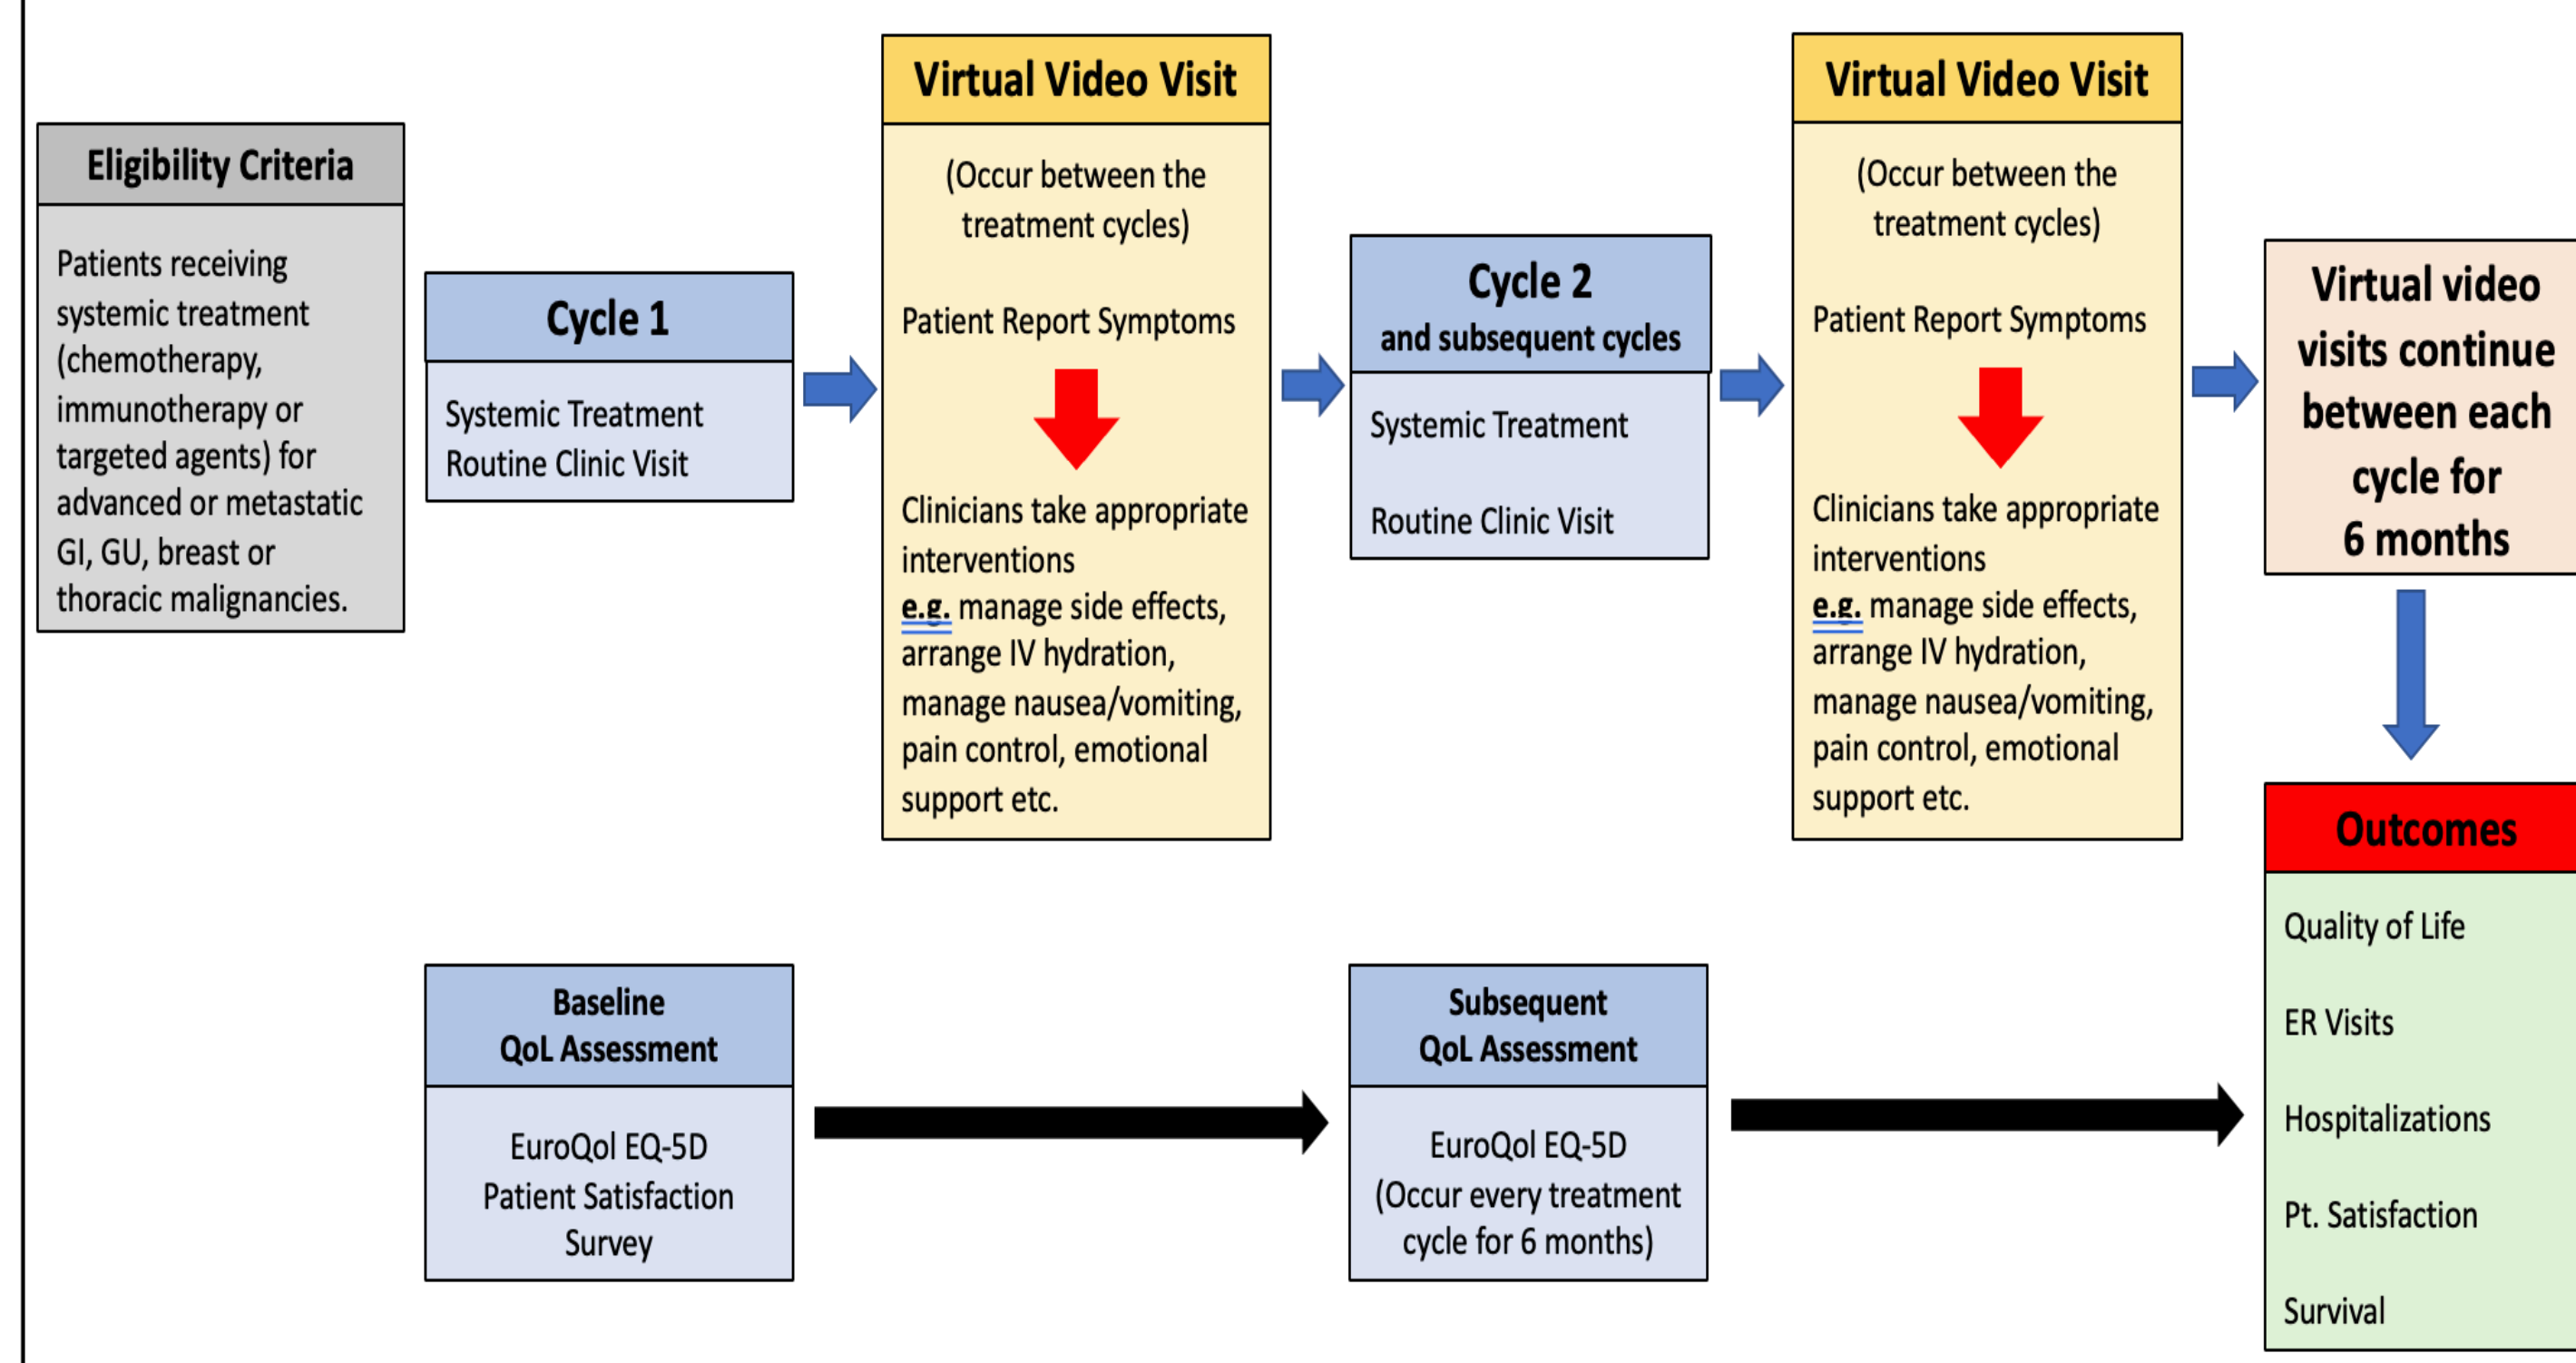 Eligibility Criteria
Patients receiving
systemic treatment
(chemotherapy,
immunotherapy or
targeted agents) for
advanced or metastatic
GI, GU, breast or
thoracic malignancies.
Cycle 1
Systemic Treatment
Routine Clinic Visit
Virtual Video Visit
(Occur between the
treatment cycles)
Patient Report Symptoms
Clinicians take appropriate
interventions
e.g. manage side effects,
arrange IV hydration,
manage nausea/vomiting,
pain control, emotional
support etc.
Cycle 2
and subsequent cycles
Systemic Treatment
Routine Clinic Visit
Virtual Video Visit
(Occur between the
treatment cycles)
Patient Report Symptoms
Clinicians take appropriate
interventions
e.g. manage side effects,
arrange IV hydration,
manage nausea/vomiting,
pain control, emotional
support etc.
Virtual video
visits continue
between each
cycle for
6 months
Baseline
QoL Assessment
EuroQol EQ-5D
Patient Satisfaction
Survey
Subsequent
QoL Assessment
EuroQol EQ-5D
(Occur every treatment
cycle for 6 months)
Outcomes
Quality of Life
ER Visits
Hospitalizations
Pt. Satisfaction
Survival